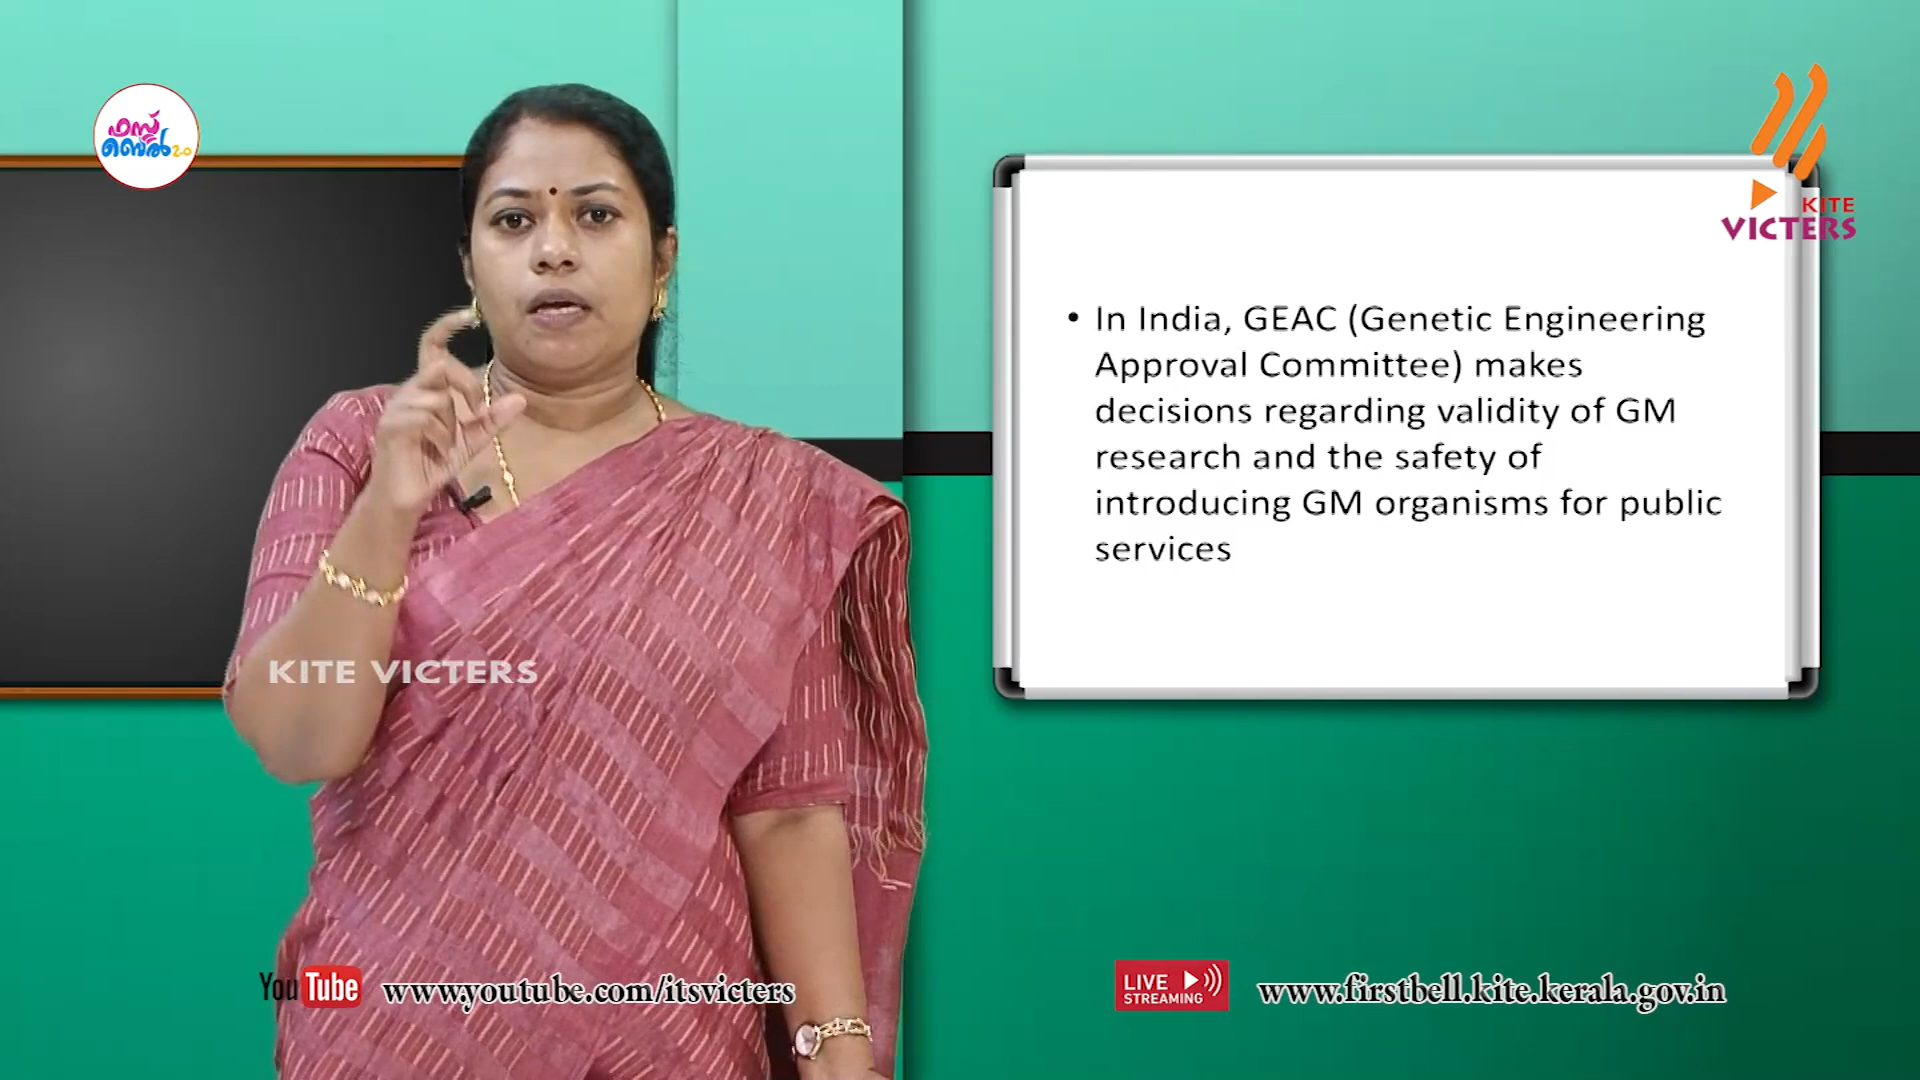 ഫസ്റ്റ്
ബെൽ 2.0
KITE
VICTERS
• In India, GEAC (Genetic Engineering
Approval Committee) makes
decisions regarding validity of GM
research and the safety of
introducing GM organisms for public
services
KITE VICTERS
YouTube www.youtube.com/itsvicters
LIVE
STREAMING
www.firstbell.kite.kerala.gov.in